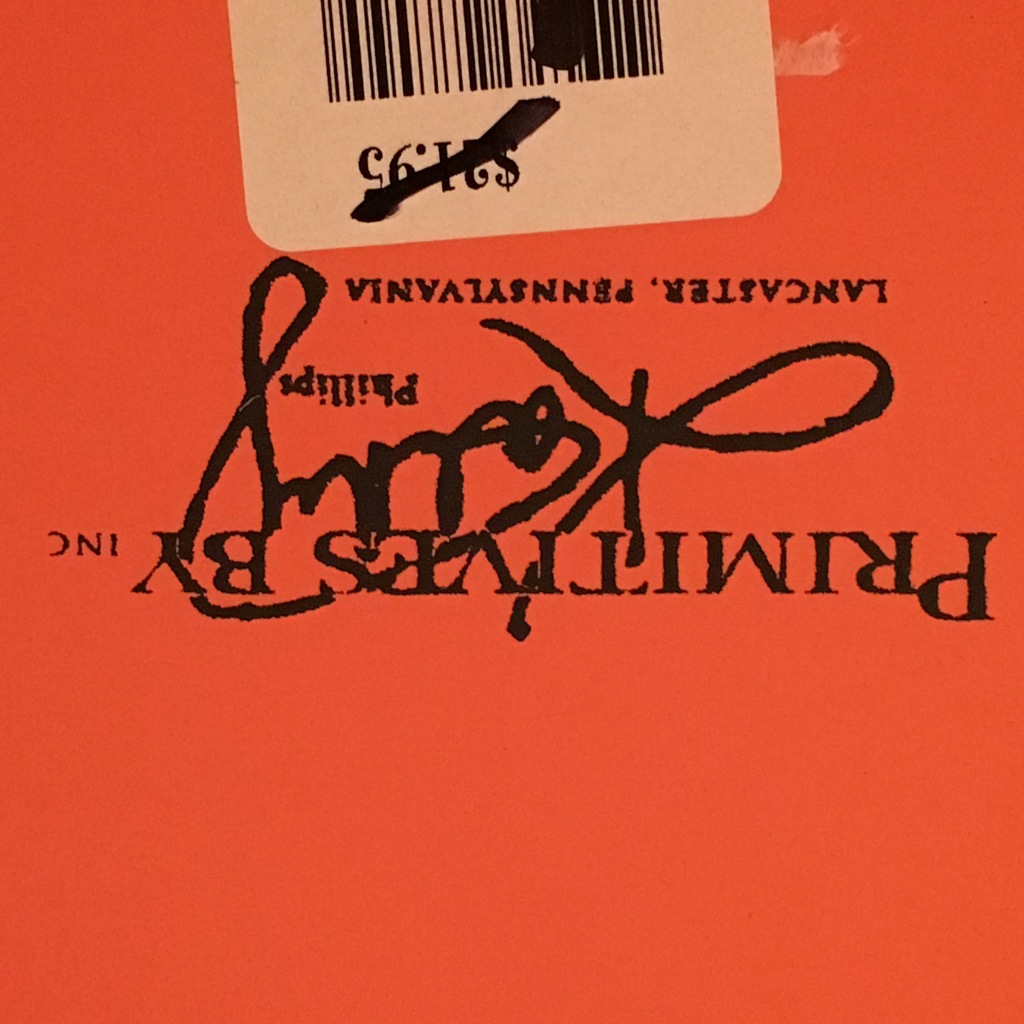 PRIMITIVES BY INC
Kathy
Phillips
LANCASTER, PENNSYLVANIA
$21.95